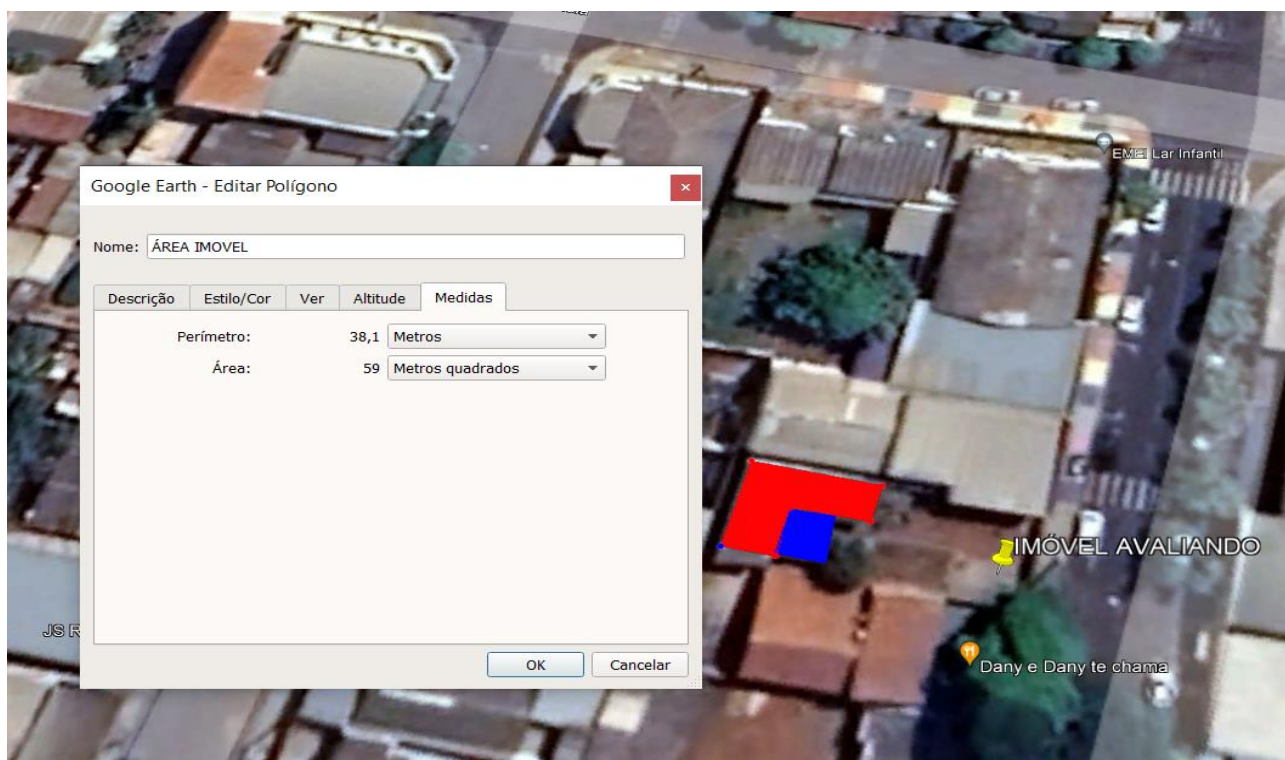 EMEI Lar Infantil
Google Earth - Editar Polígono
Nome: ÁREA IMOVEL
Descrição Estilo/Cor Ver Altitude Medidas
Perímetro: 38,1 Metros
Área: 59 Metros quadrados
IMÓVEL AVALIANDO
JS R
OK Cancelar
Dany e Dany te chama